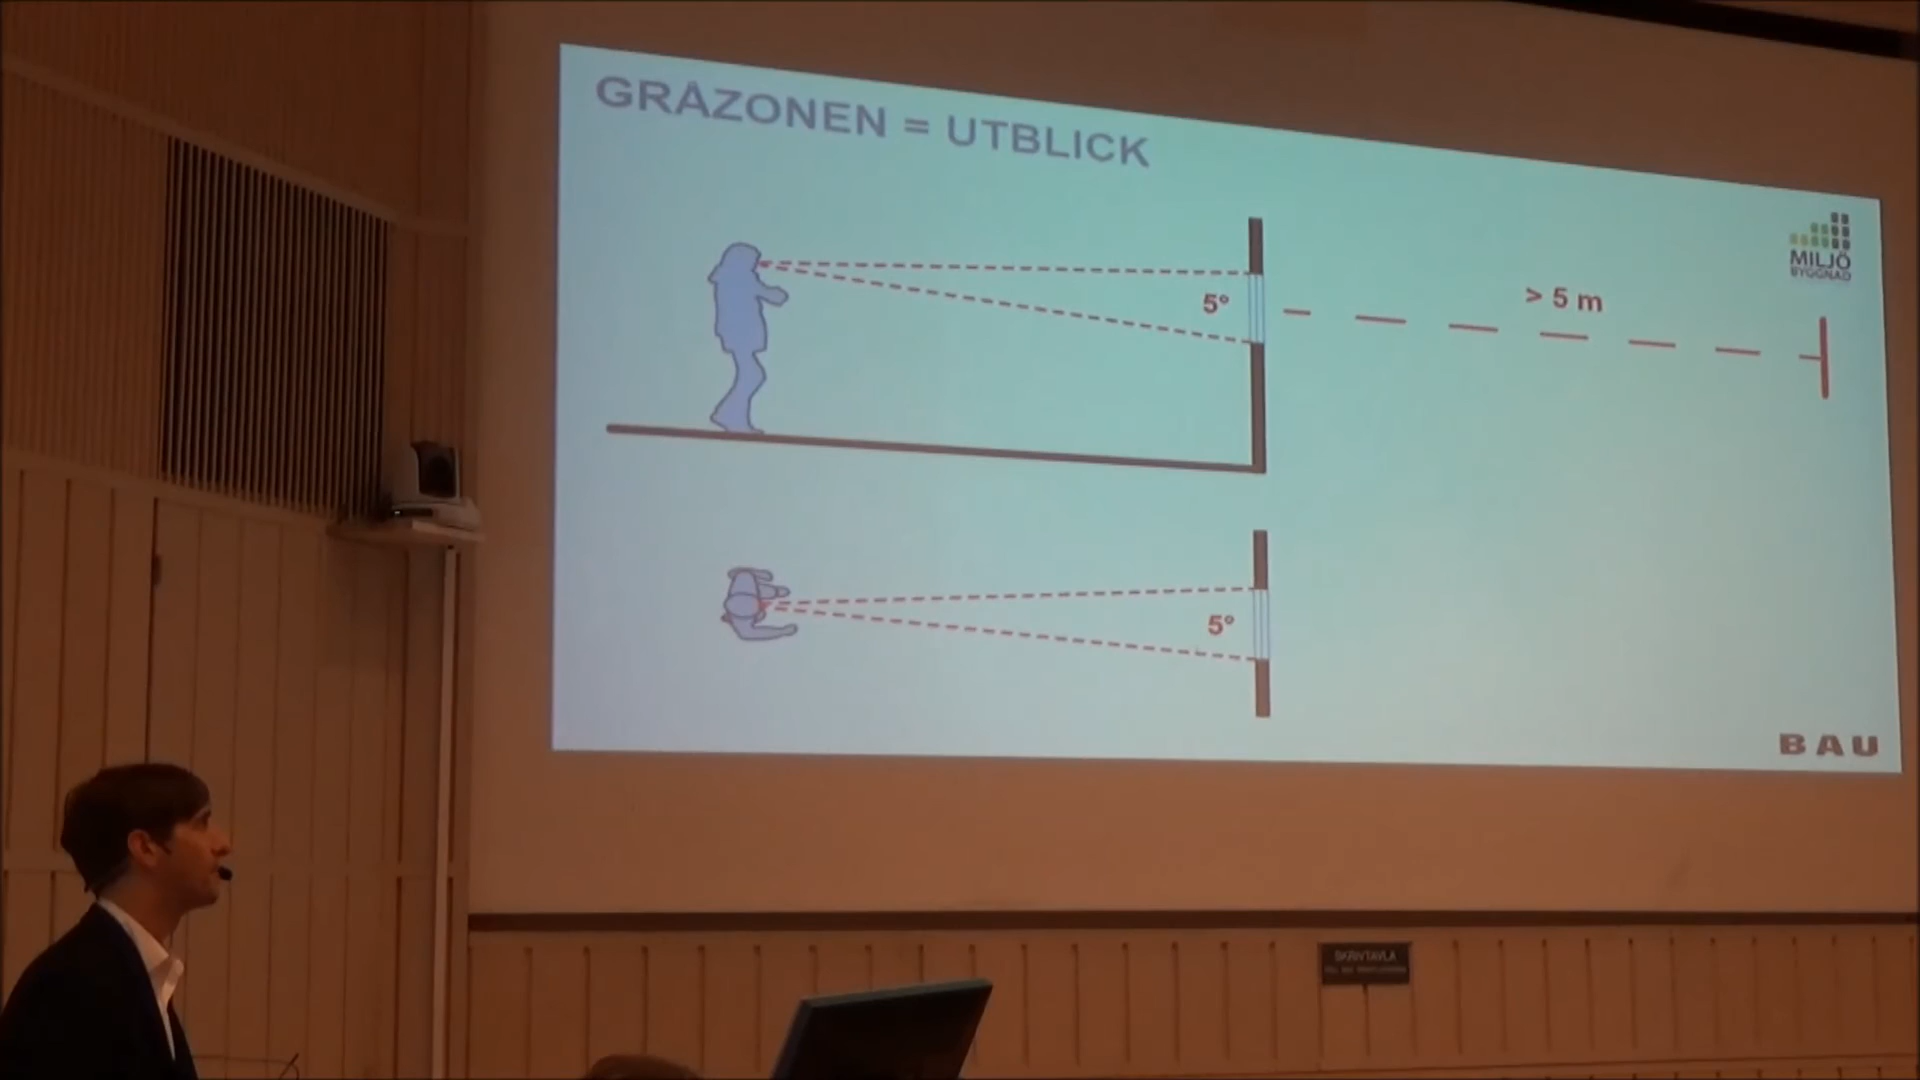 GRÅZONEN = UTBLICK
5°
> 5 m
MILJÖ
BYGGNAD
5°
BAU
SKRIVTAVLA